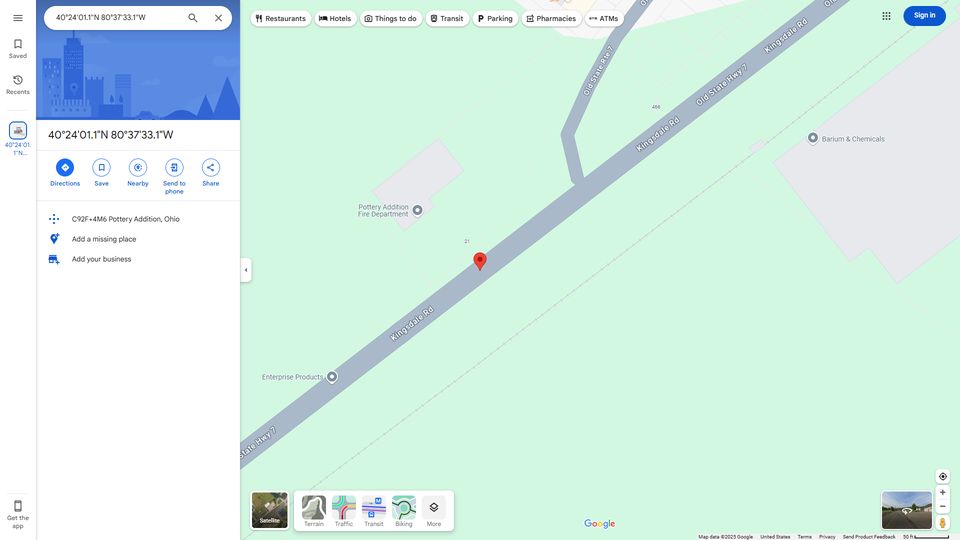 40°24'01.1"N 80°37'33.1"W
Restaurants
Hotels
Things to do
Transit
Parking
Pharmacies
ATMs
Sign in
Saved
Recents
40°24'01.
1"N...
40°24'01.1"N 80°37'33.1"W
Directions
Save
Nearby
Send to
phone
Share
C92F+4M6 Pottery Addition, Ohio
Add a missing place
Add your business
Get the
app
Kingsdale Rd
Old State Hwy 7
Old State Rte 7
Kingsdale Rd
466
Barium & Chemicals
Pottery Addition
Fire Department
21
Kingsdale Rd
Enterprise Products
State Hwy 7
Satellite
Terrain
Traffic
Transit
Biking
More
Google
Map data ©2025 Google
United States
Terms
Privacy
Send Product Feedback
50 ft